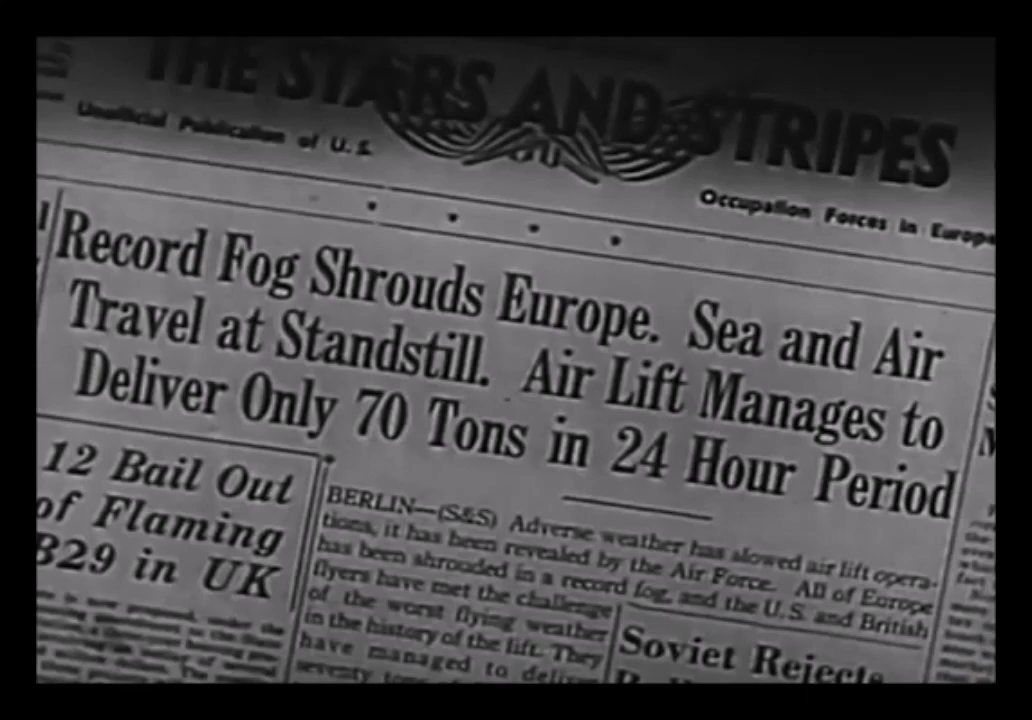 THE STARS AND STRIPES
Unofficial Publication of U.S.
Occupation Forces in Europe
Record Fog Shrouds Europe. Sea and Air
Travel at Standstill. Air Lift Manages to
Deliver Only 70 Tons in 24 Hour Period
12 Bail Out
of Flaming
B29 in UK
BERLIN—(S&S) Adverse weather has slowed air lift opera-
tions, it has been revealed by the Air Force. All of Europe
has been shrouded in a record fog, and the U.S. and British
flyers have met the challenge
of the worst flying weather
in the history of the lift. They
have managed to deliver
seventy
Soviet Rejects